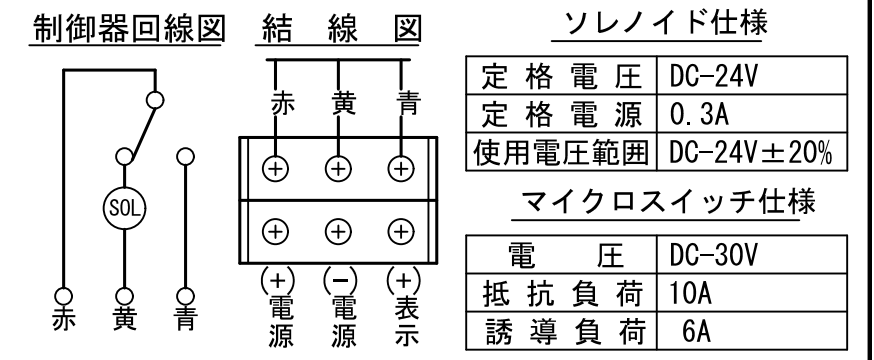 制御器回線図
SOL
赤 黄 青
結線図
赤 黄 青
(+)電源 (−)電源 (+)表示
ソレノイド仕様
定格電圧 DC-24V
定格電源 0.3A
使用電圧範囲 DC-24V±20%
マイクロスイッチ仕様
電圧 DC-30V
抵抗負荷 10A
誘導負荷 6A